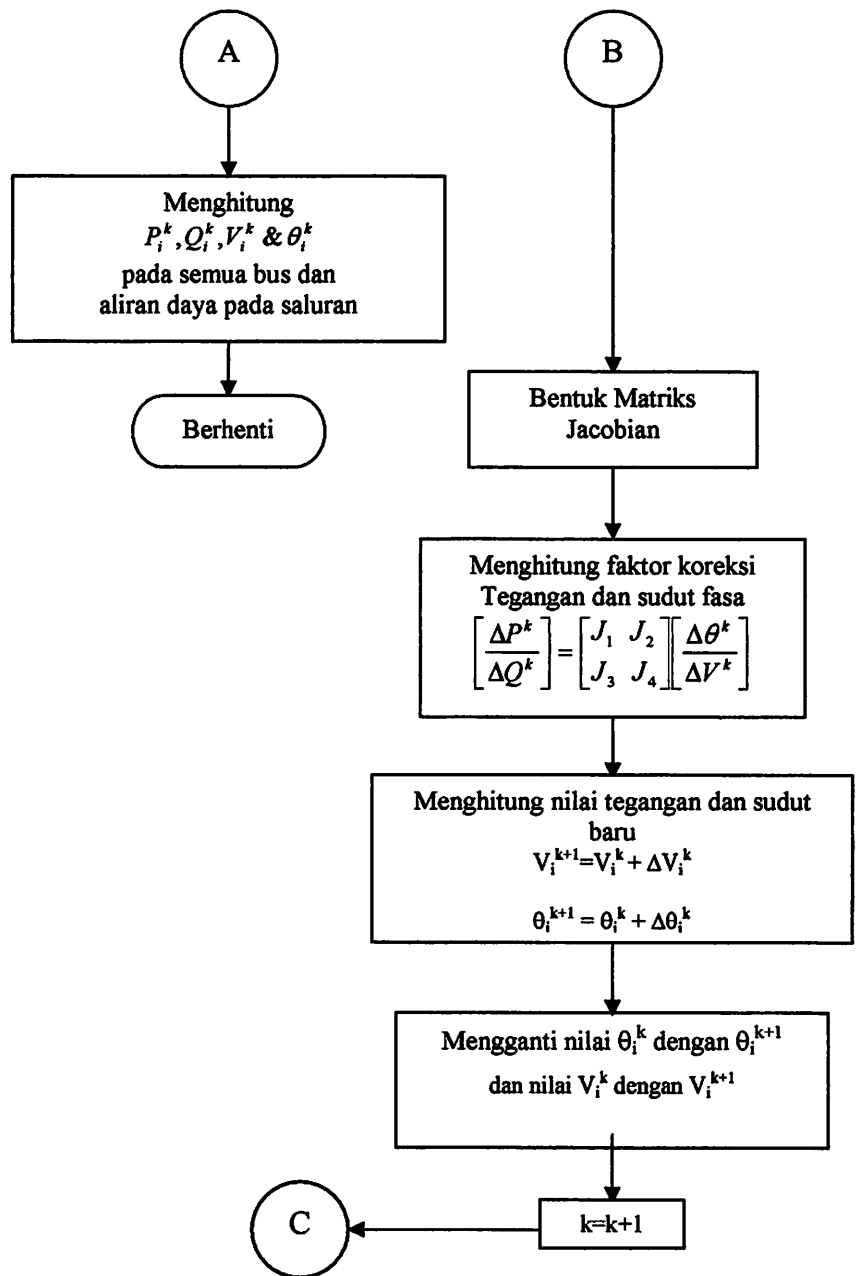 A
Menghitung
P_i^k, Q_i^k, V_i^k & θ_i^k
pada semua bus dan
aliran daya pada saluran
Berhenti
B
Bentuk Matriks
Jacobian
Menghitung faktor koreksi
Tegangan dan sudut fasa
[ΔP^k / ΔQ^k] = [J_1 J_2 / J_3 J_4][Δθ^k / ΔV^k]
Menghitung nilai tegangan dan sudut
baru
V_i^{k+1}=V_i^k + ΔV_i^k
θ_i^{k+1} = θ_i^k + Δθ_i^k
Mengganti nilai θ_i^k dengan θ_i^{k+1}
dan nilai V_i^k dengan V_i^{k+1}
k=k+1
C